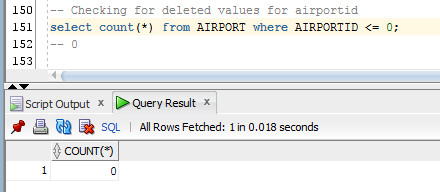 150 -- Checking for deleted values for airportid
151 select count(*) from AIRPORT where AIRPORTID <= 0;
152 -- 0
153
Script Output x Query Result x
SQL | All Rows Fetched: 1 in 0.018 seconds
COUNT(*)
1 0